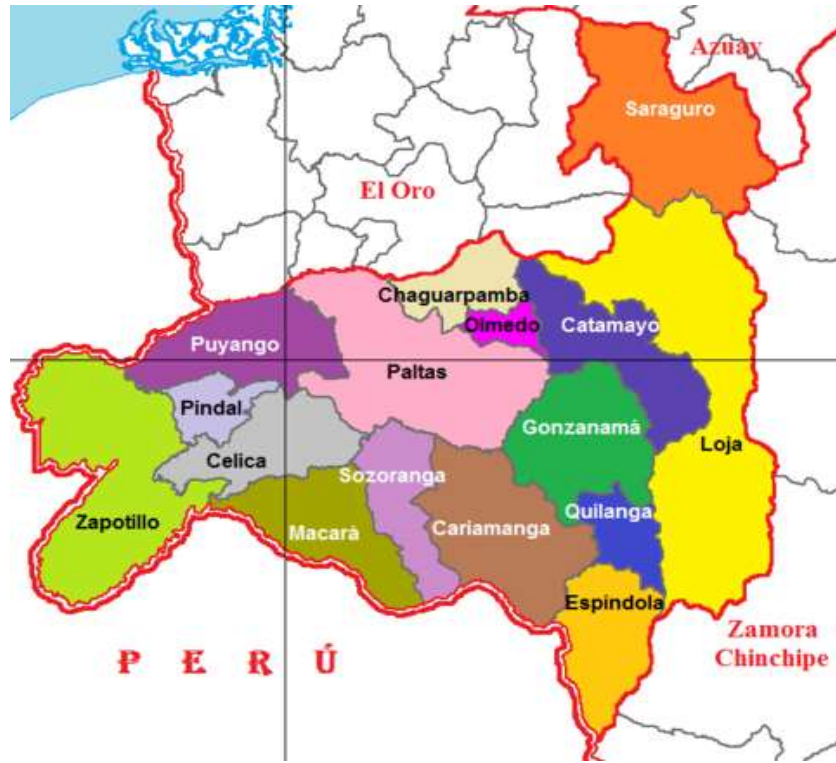 Azuay
Saraguro
El Oro
Chaguarpamba
Olmedo
Catamayo
Puyango
Paltas
Pindal
Gonzanamá
Loja
Celica
Sozoranga
Quilanga
Zapotillo
Macará
Cariamanga
Espindola
Zamora
Chinchipe
PERÚ